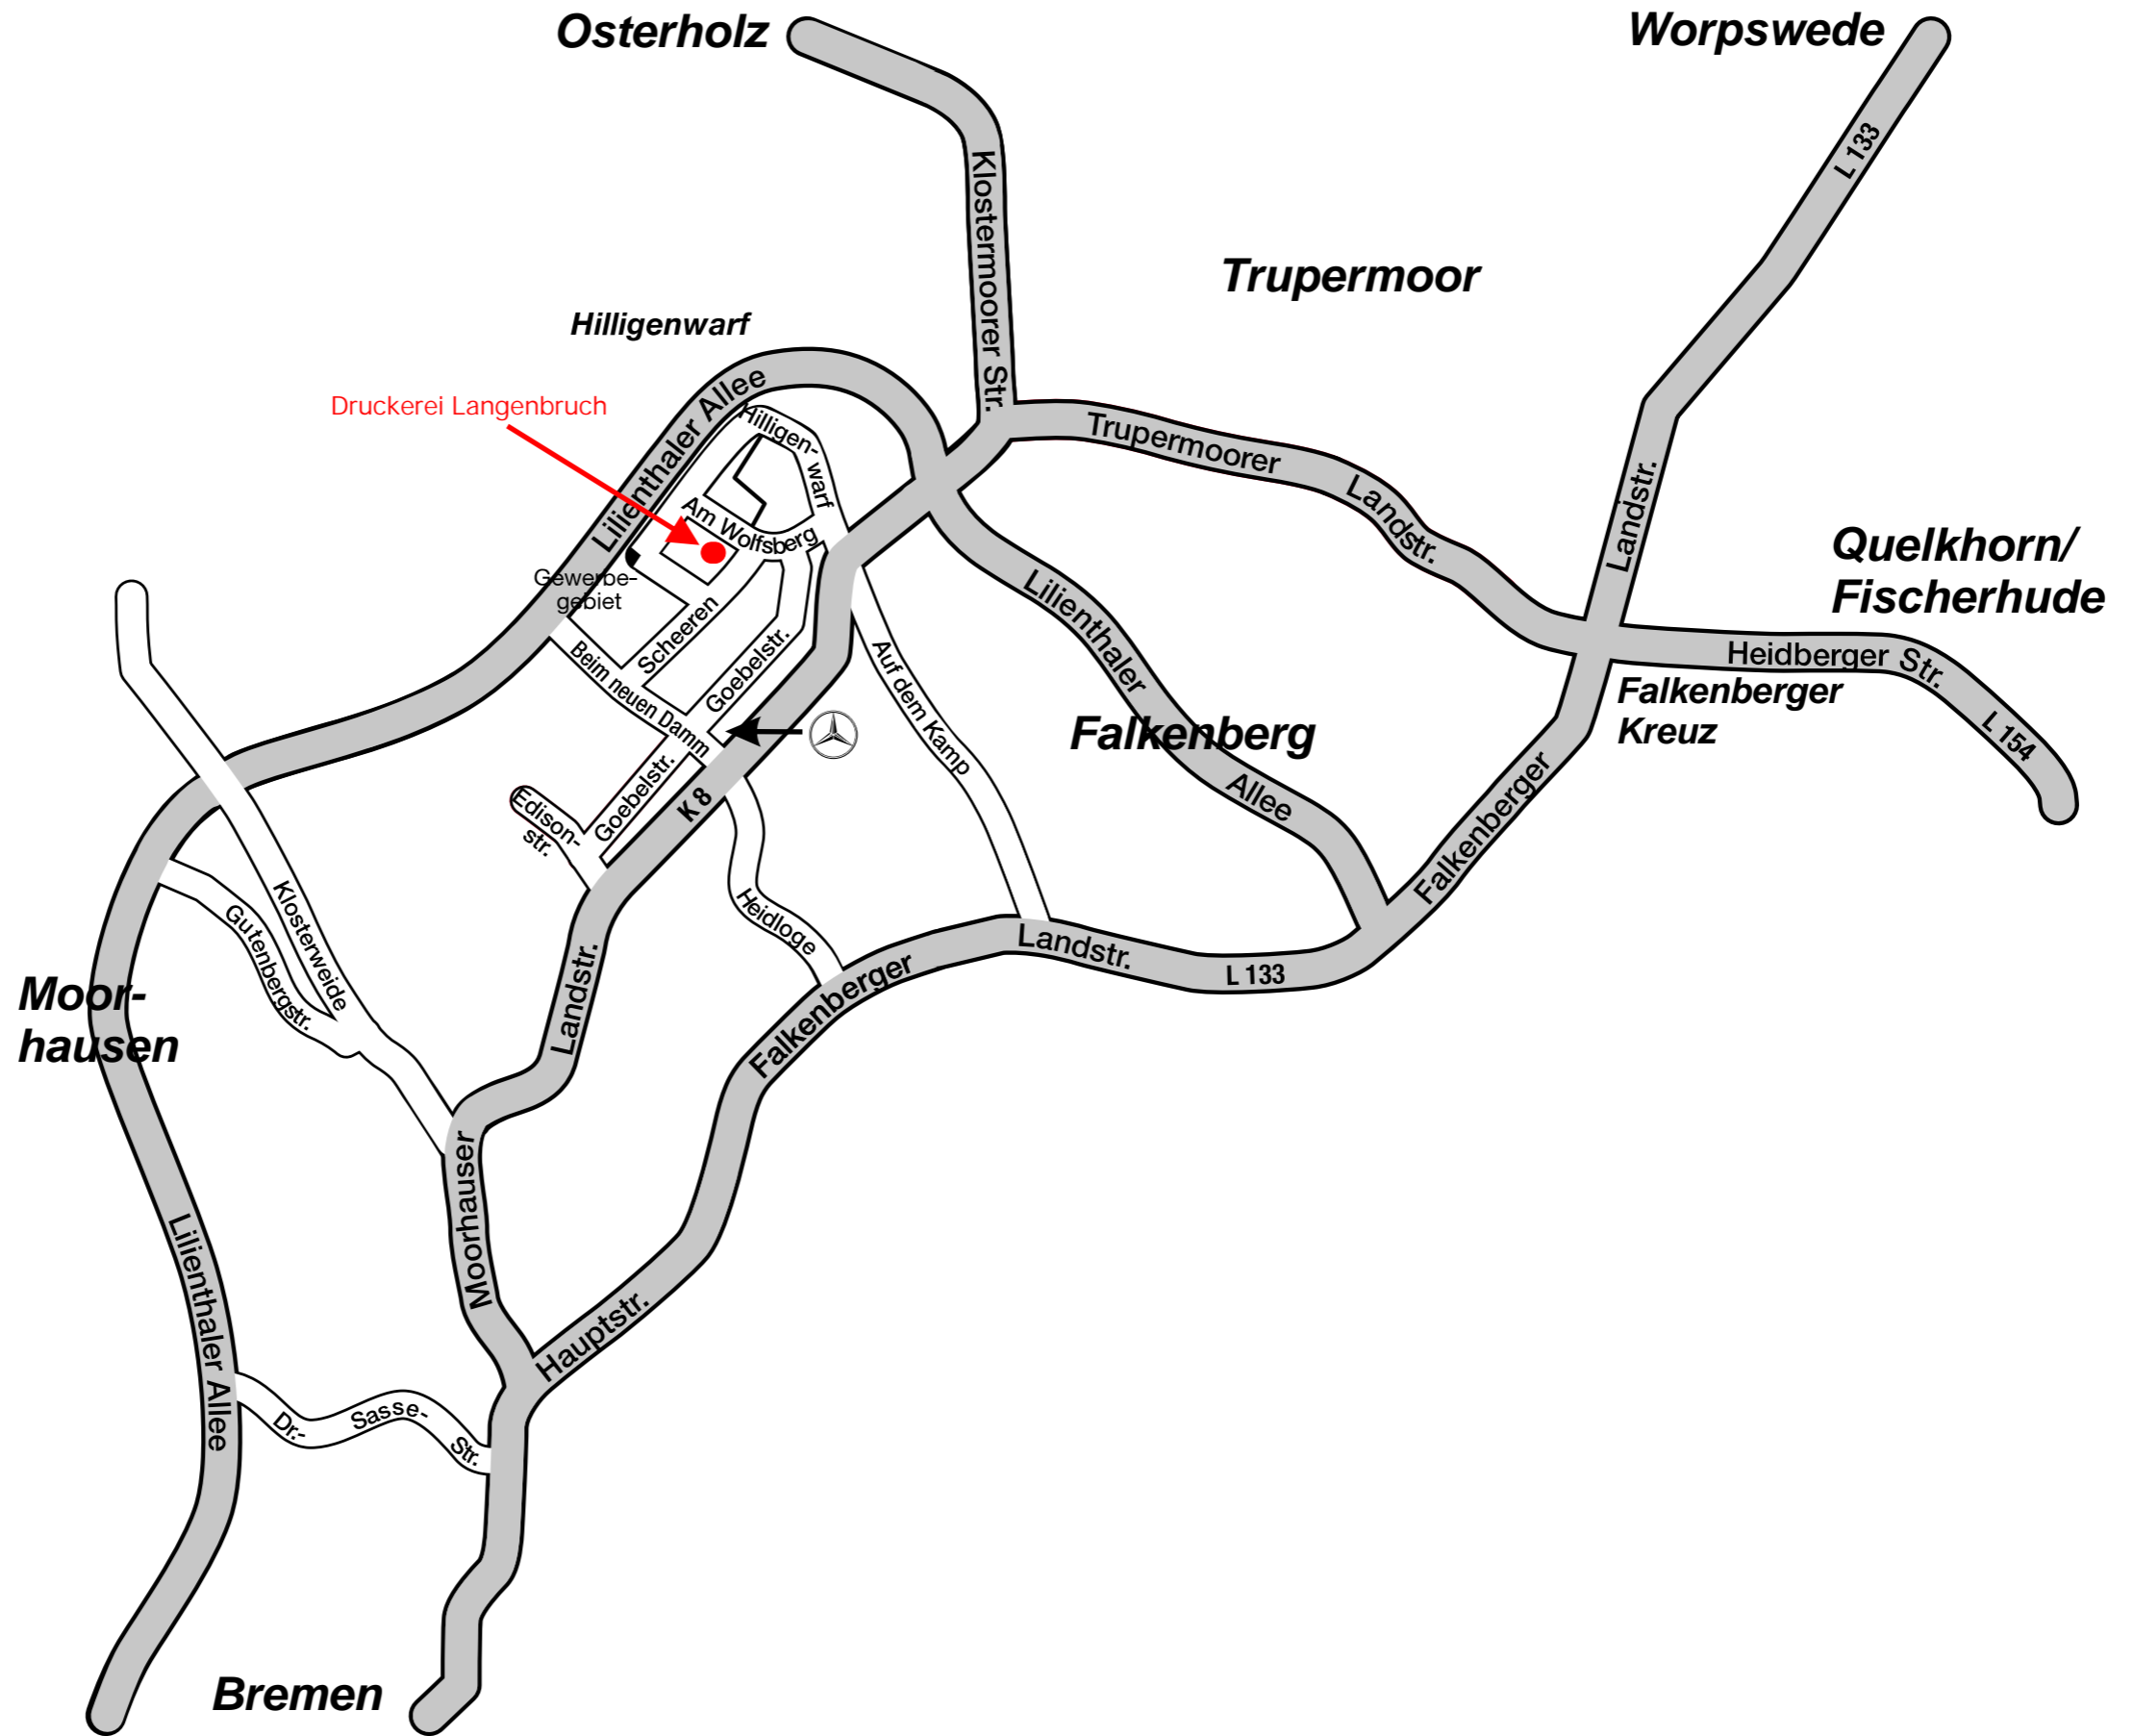 Osterholz
Worpswede
L 133
Klostermoorer Str.
Trupermoor
Hilligenwarf
Druckerei Langenbruch
Lilienthaler Allee
Hilligen-
warf
Trupermoorer
Landstr.
Landstr.
Am Wolfsberg
Quelkhorn/
Fischerhude
Gewerbe-
gebiet
Scheeren
Lilienthaler
Allee
Beim neuen Damm
Goebelstr.
Auf dem Kamp
Heidberger Str.
L 154
Falkenberger
Kreuz
Falkenberg
Goebelstr.
K 8
Edison-
str.
Falkenberger
Klosterweide
Gutenbergstr.
Heidloge
Landstr.
Falkenberger
Landstr.
L 133
Moor-
hausen
Moorhauser
Lilienthaler Allee
Hauptstr.
Dr.-
Sasse-
Str.
Bremen